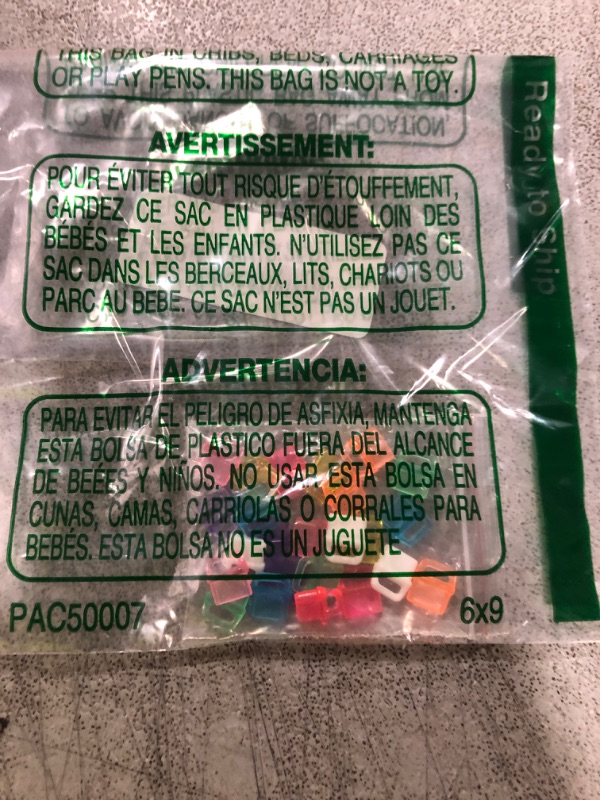 THIS BAG IN CRIBS, BEDS, CARRIAGES
OR PLAY PENS. THIS BAG IS NOT A TOY.
AVERTISSEMENT:
POUR ÉVITER TOUT RISQUE D'ÉTOUFFEMENT,
GARDEZ CE SAC EN PLASTIQUE LOIN DES
BÉBÉS ET LES ENFANTS. N'UTILISEZ PAS CE
SAC DANS LES BERCEAUX, LITS, CHARIOTS OU
PARC AU BEBE. CE SAC N'EST PAS UN JOUET.
ADVERTENCIA:
PARA EVITAR EL PELIGRO DE ASFIXIA, MANTENGA
ESTA BOLSA DE PLASTICO FUERA DEL ALCANCE
DE BEBÉS Y NIÑOS. NO USAR ESTA BOLSA EN
CUNAS, CAMAS, CARRIOLAS O CORRALES PARA
BEBÉS. ESTA BOLSA NO ES UN JUGUETE
PAC50007
6x9
Ready to Ship